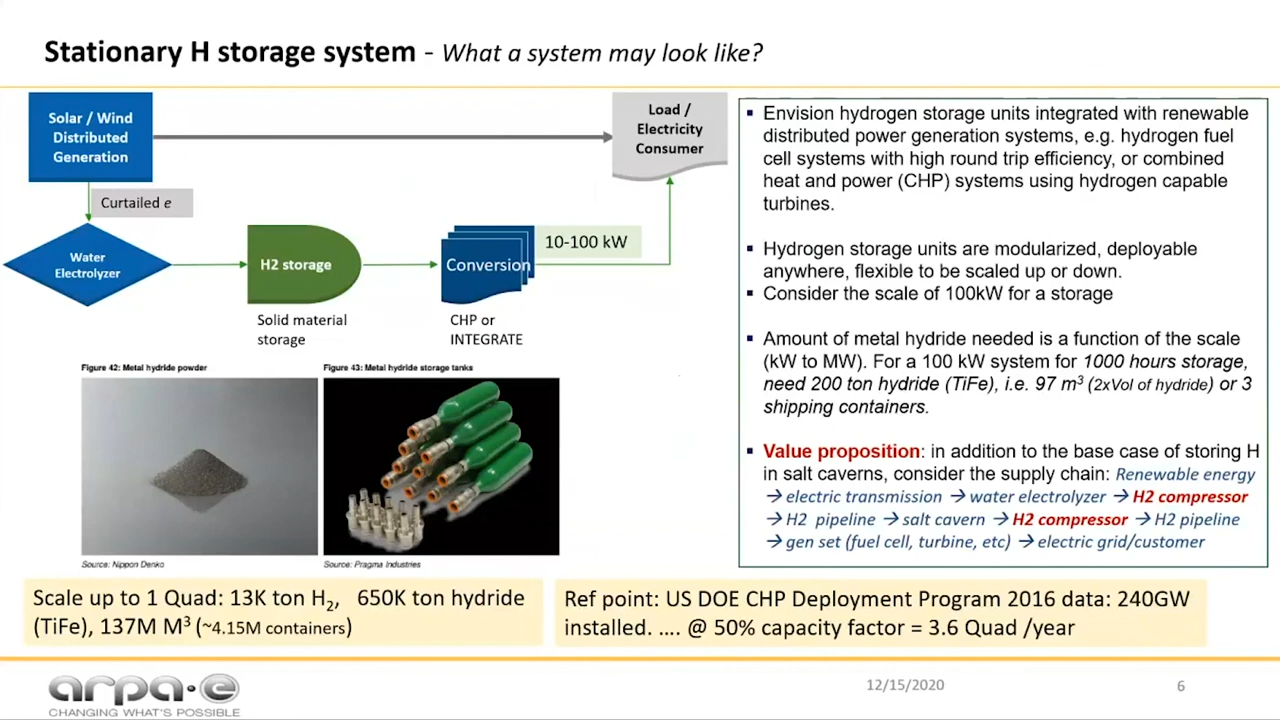 Stationary H storage system - What a system may look like?
Solar / Wind
Distributed
Generation
Load /
Electricity
Consumer
Curtailed e
Water
Electrolyzer
H2 storage
Conversion
10-100 kW
Solid material
storage
CHP or
INTEGRATE
Figure 42: Metal hydride powder
Figure 43: Metal hydride storage tanks
Source: Nippon Denko
Source: Pragma Industries
▪ Envision hydrogen storage units integrated with renewable
distributed power generation systems, e.g. hydrogen fuel
cell systems with high round trip efficiency, or combined
heat and power (CHP) systems using hydrogen capable
turbines.
▪ Hydrogen storage units are modularized, deployable
anywhere, flexible to be scaled up or down.
▪ Consider the scale of 100kW for a storage
▪ Amount of metal hydride needed is a function of the scale
(kW to MW). For a 100 kW system for 1000 hours storage,
need 200 ton hydride (TiFe), i.e. 97 m³ (2xVol of hydride) or 3
shipping containers.
▪ Value proposition: in addition to the base case of storing H
in salt caverns, consider the supply chain: Renewable energy
→ electric transmission → water electrolyzer → H2 compressor
→ H2 pipeline → salt cavern → H2 compressor → H2 pipeline
→ gen set (fuel cell, turbine, etc) → electric grid/customer
Scale up to 1 Quad: 13K ton H₂, 650K ton hydride
(TiFe), 137M M³ (~4.15M containers)
Ref point: US DOE CHP Deployment Program 2016 data: 240GW
installed. .... @ 50% capacity factor = 3.6 Quad /year
arpa·e
CHANGING WHAT'S POSSIBLE
12/15/2020
6